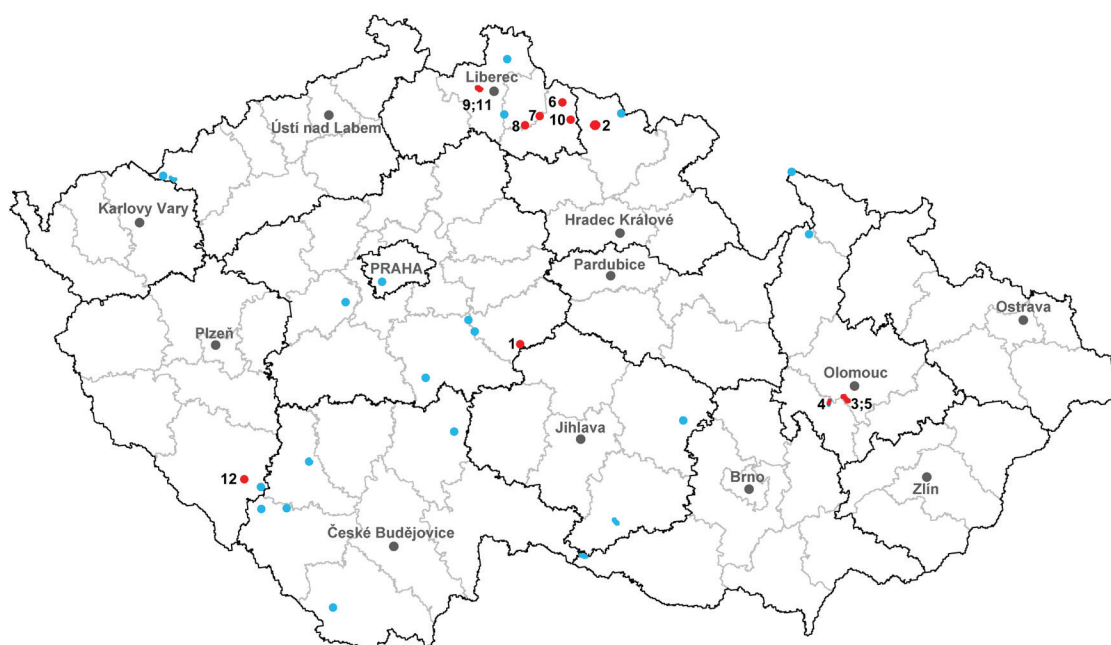 Liberec
9;11
6
7
8
10
2
Ústí nad Labem
Karlovy Vary
Hradec Králové
PRAHA
Pardubice
Plzeň
Ostrava
1
Olomouc
4
3;5
Jihlava
12
Brno
Zlín
České Budějovice